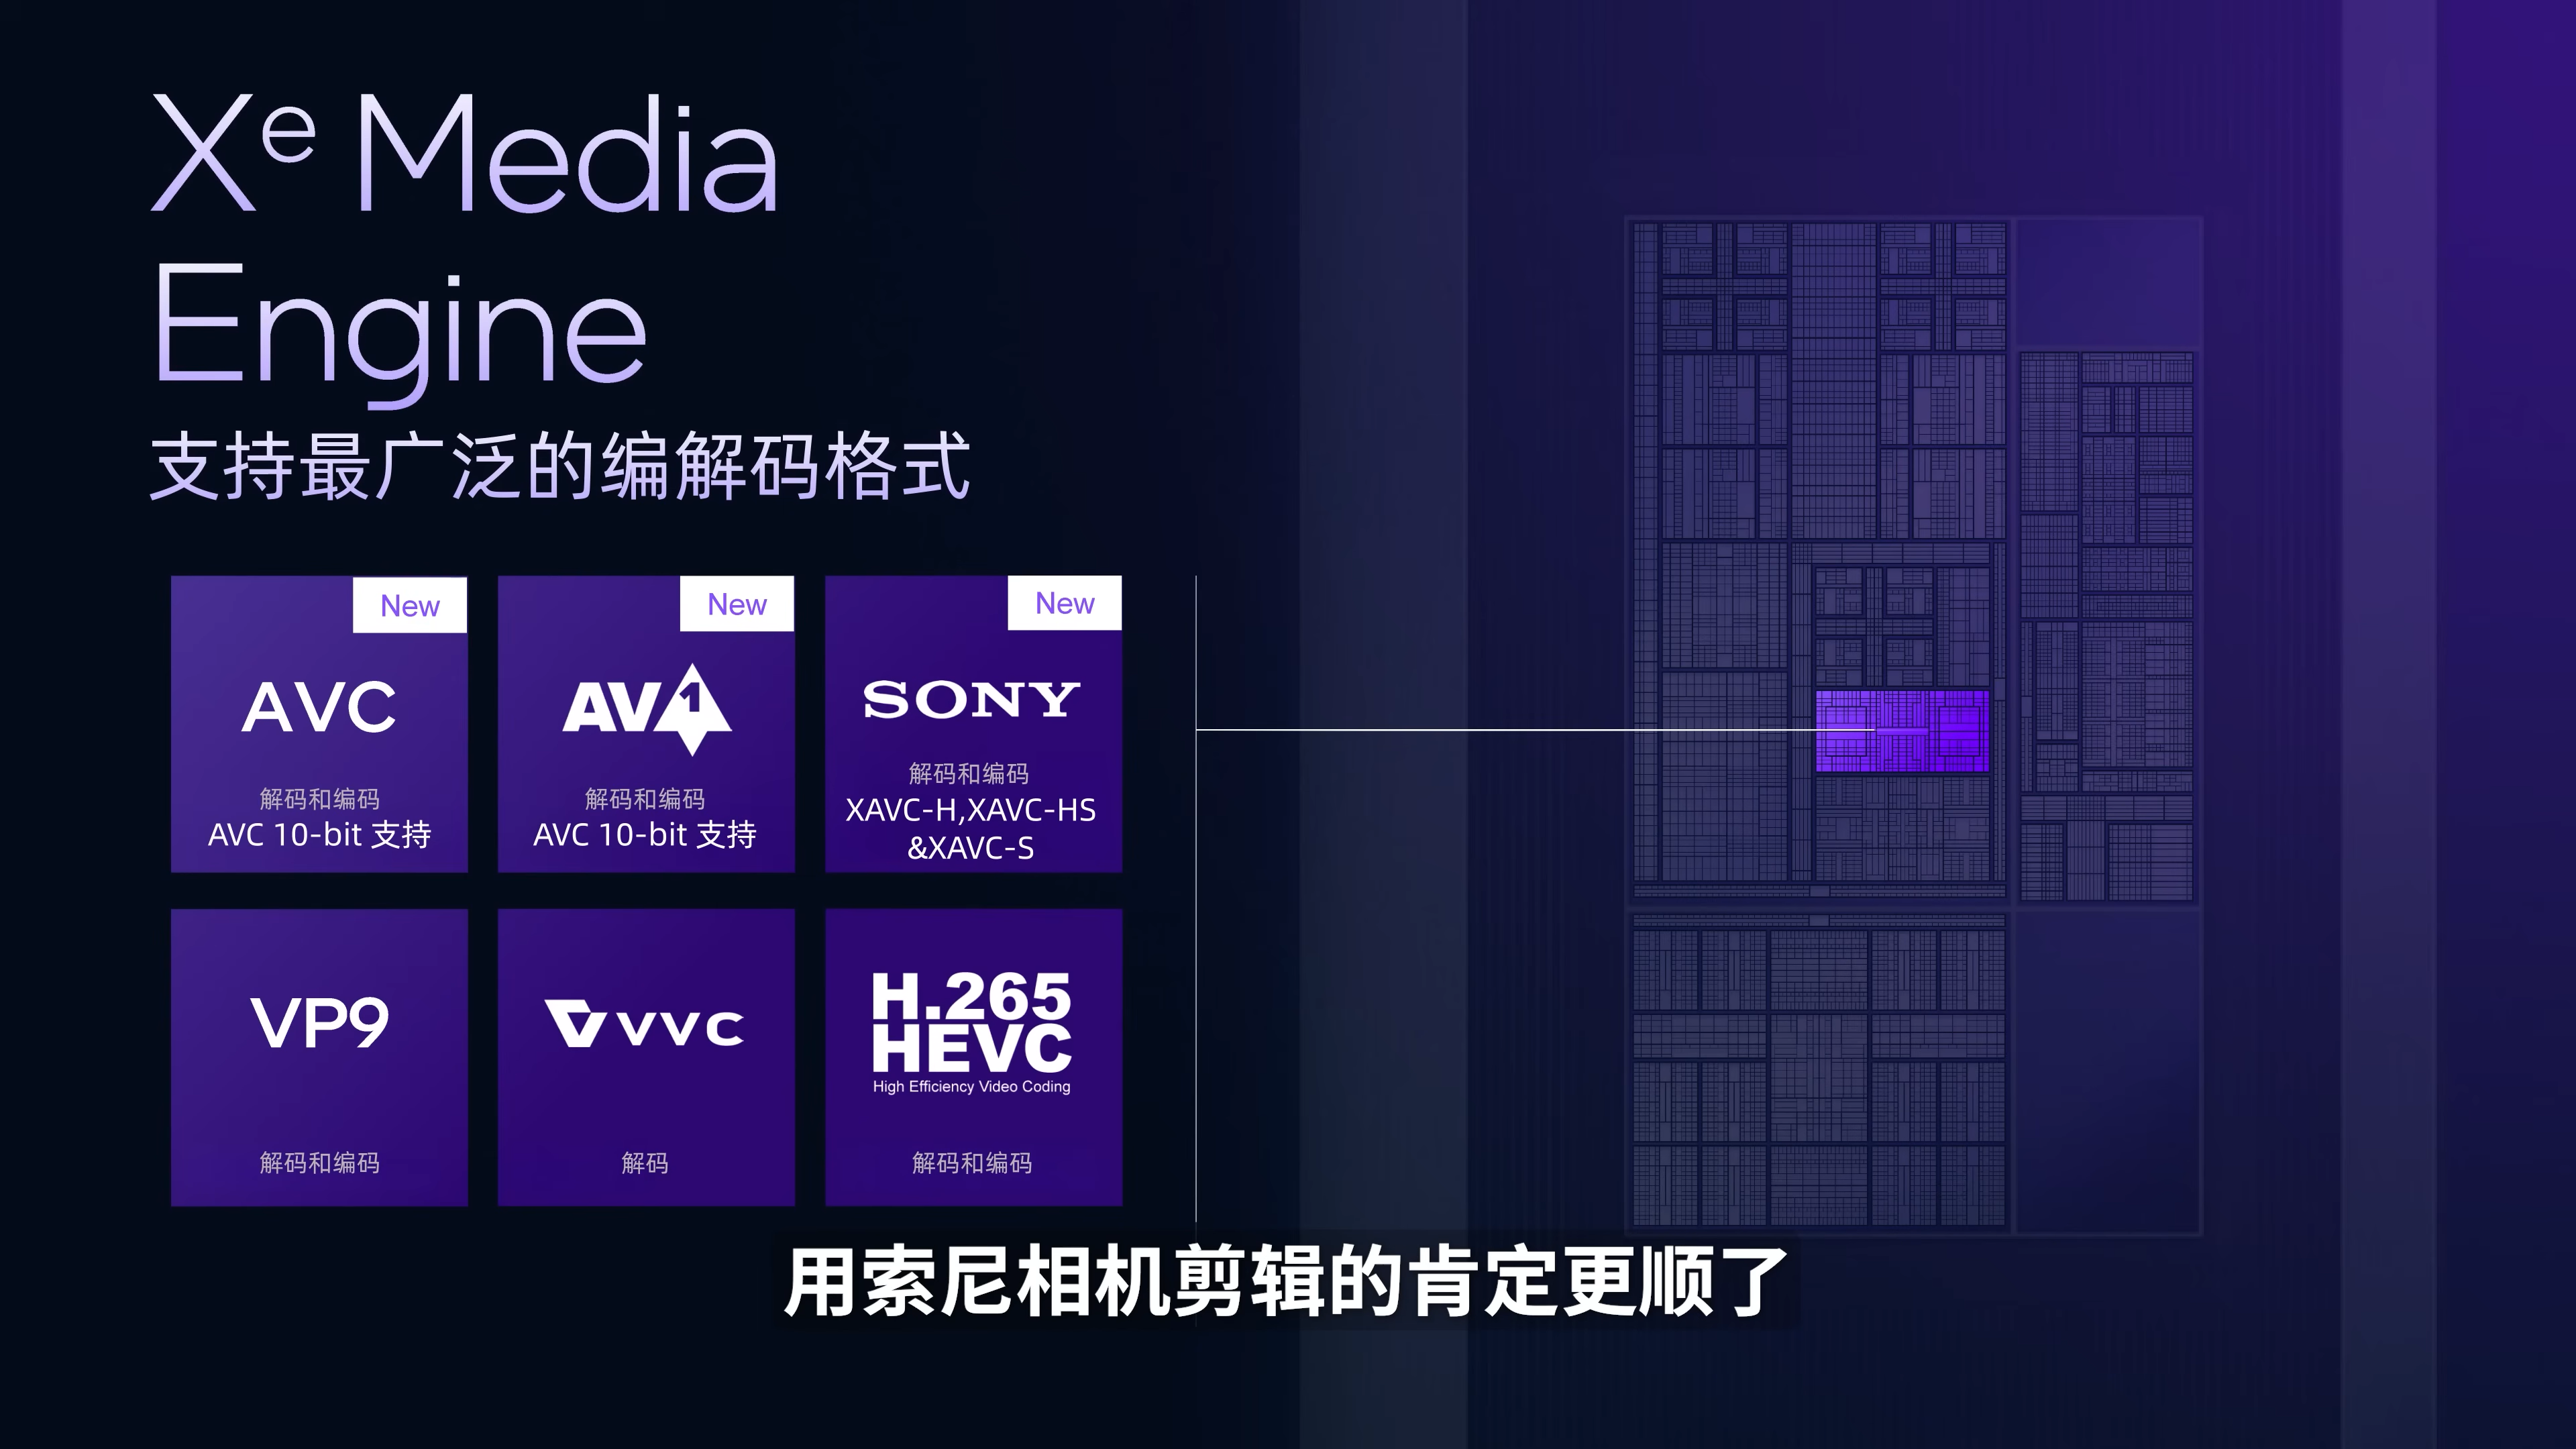 Xe Media
Engine
支持最广泛的编解码格式
New
AVC
解码和编码
AVC 10-bit 支持
New
AV1
解码和编码
AVC 10-bit 支持
New
SONY
解码和编码
XAVC-H,XAVC-HS
&XAVC-S
VP9
解码和编码
VVC
解码
H.265
HEVC
High Efficiency Video Coding
解码和编码
用索尼相机剪辑的肯定更顺了